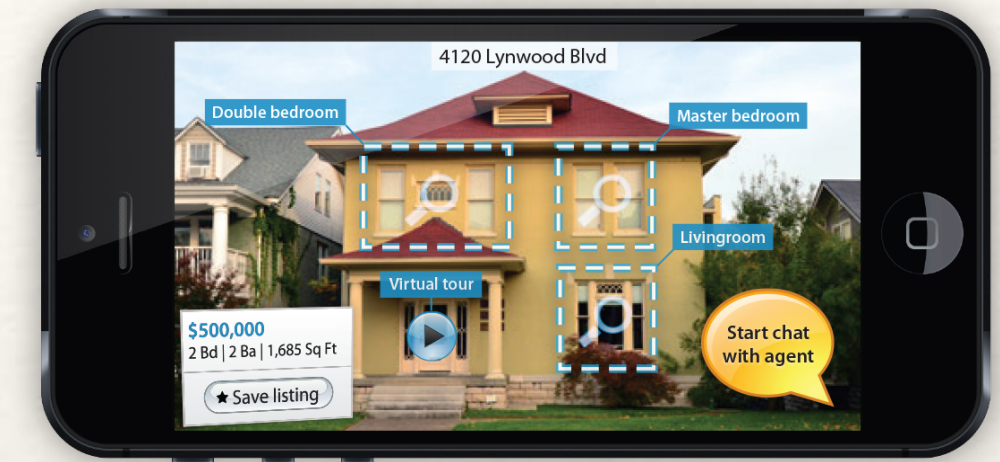 4120 Lynwood Blvd
Double bedroom
Master bedroom
Livingroom
Virtual tour
$500,000
2 Bd | 2 Ba | 1,685 Sq Ft
★ Save listing
Start chat
with agent